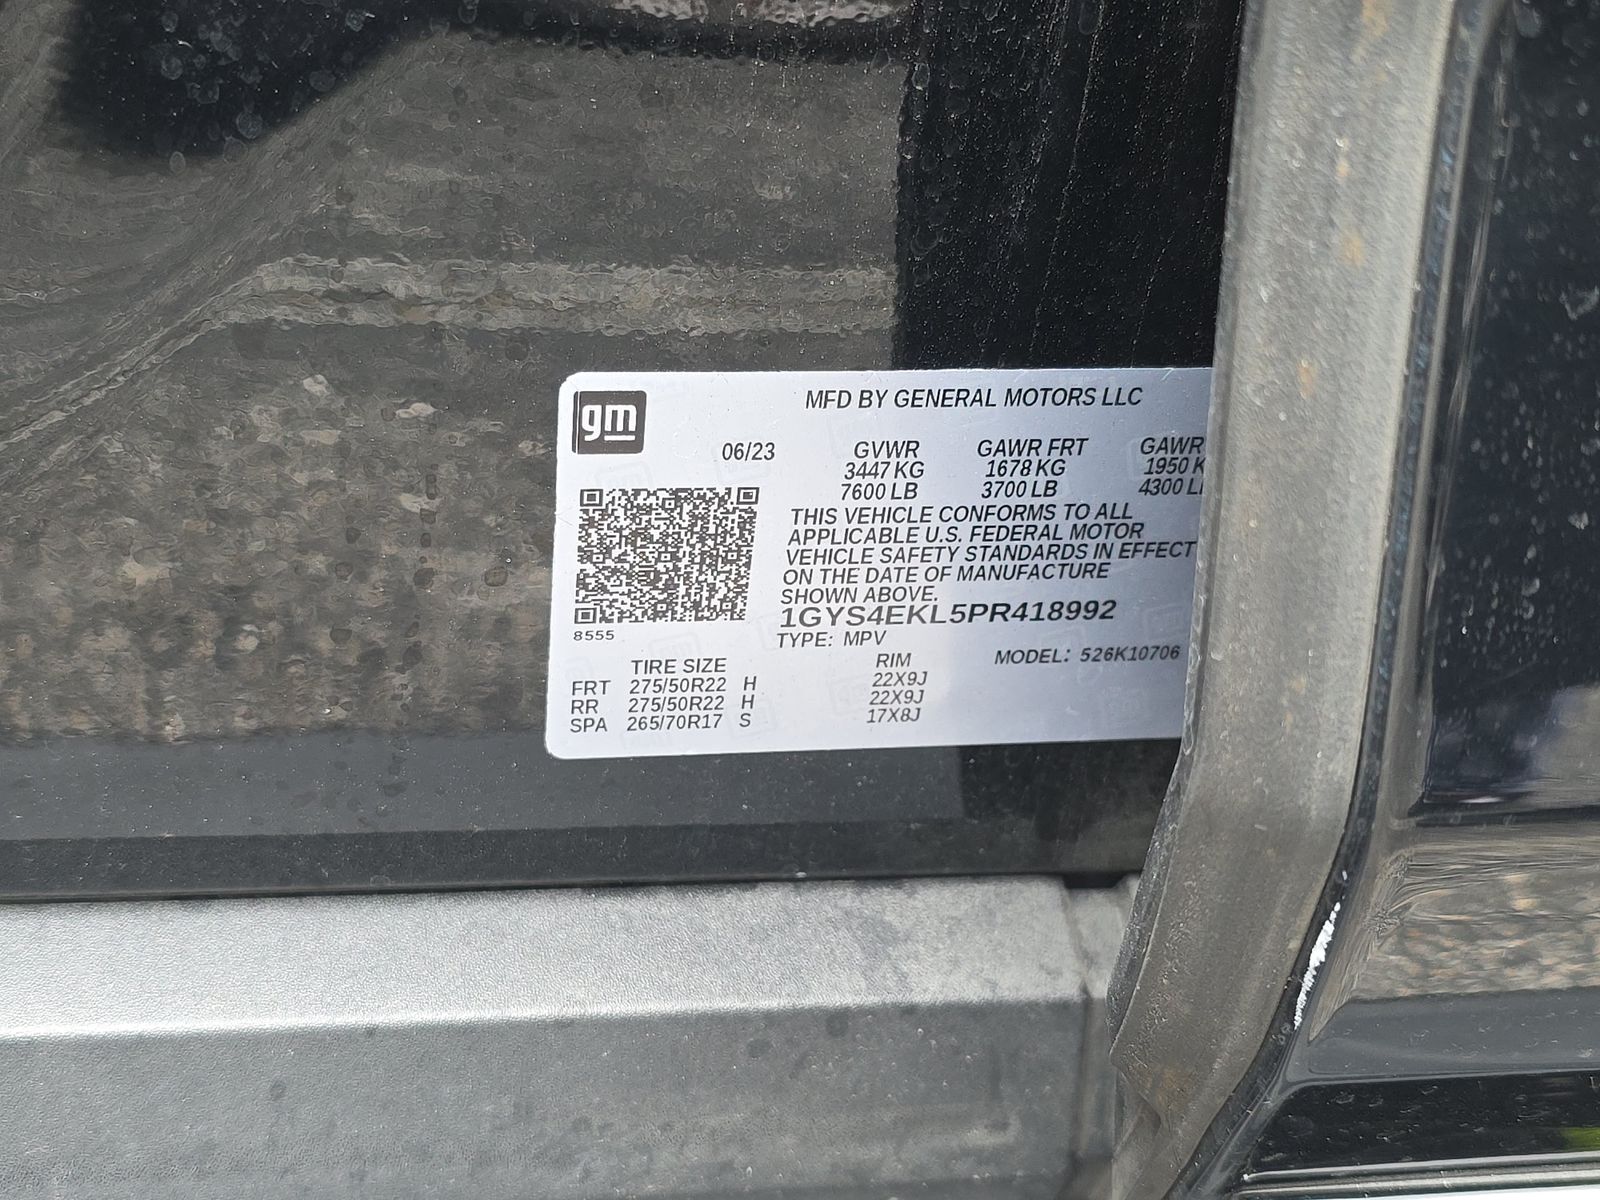 gm
MFD BY GENERAL MOTORS LLC
06/23 GVWR GAWR FRT GAWR
3447 KG 1678 KG 1950 K
7600 LB 3700 LB 4300 L
THIS VEHICLE CONFORMS TO ALL
APPLICABLE U.S. FEDERAL MOTOR
VEHICLE SAFETY STANDARDS IN EFFECT
ON THE DATE OF MANUFACTURE
SHOWN ABOVE.
1GYS4EKL5PR418992
8555
TYPE: MPV MODEL: 526K10706
TIRE SIZE RIM
FRT 275/50R22 H 22X9J
RR 275/50R22 H 22X9J
SPA 265/70R17 S 17X8J